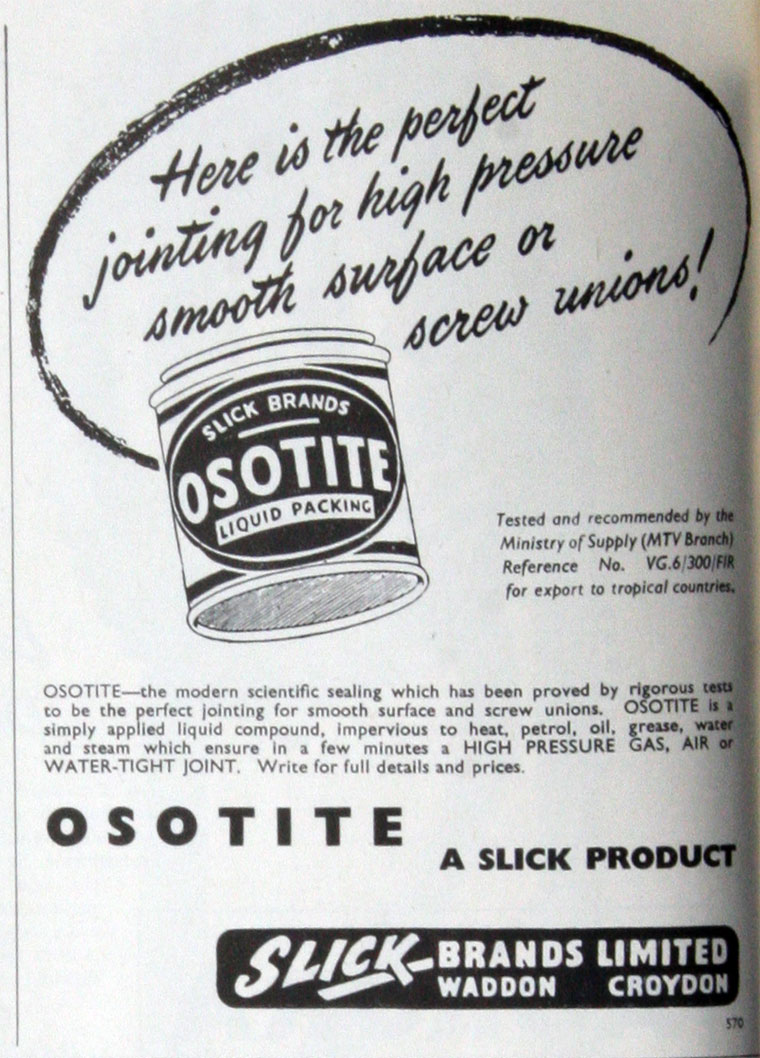 Here is the perfect
jointing for high pressure
smooth surface or
screw unions!
SLICK BRANDS
OSOTITE
LIQUID PACKING
Tested and recommended by the
Ministry of Supply (MTV Branch)
Reference No. VG.6/300/FIR
for export to tropical countries.
OSOTITE—the modern scientific sealing which has been proved by rigorous tests
to be the perfect jointing for smooth surface and screw unions. OSOTITE is a
simply applied liquid compound, impervious to heat, petrol, oil, grease, water
and steam which ensure in a few minutes a HIGH PRESSURE GAS, AIR or
WATER-TIGHT JOINT. Write for full details and prices.
OSOTITE
A SLICK PRODUCT
SLICK BRANDS LIMITED
WADDON CROYDON
570